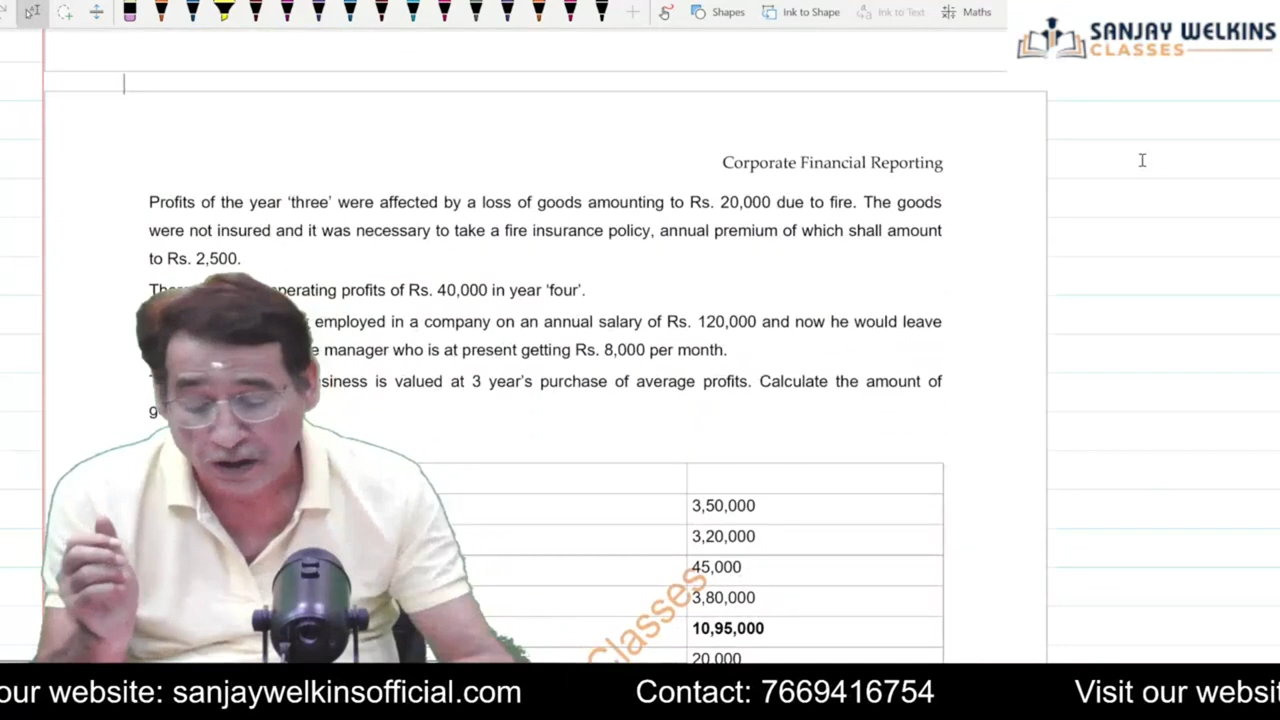 Shapes
Ink to Shape
Ink to Text
Maths
SANJAY WELKINS
CLASSES
Corporate Financial Reporting
Profits of the year ‘three’ were affected by a loss of goods amounting to Rs. 20,000 due to fire. The goods
were not insured and it was necessary to take a fire insurance policy, annual premium of which shall amount
to Rs. 2,500.
perating profits of Rs. 40,000 in year ‘four’.
employed in a company on an annual salary of Rs. 120,000 and now he would leave
manager who is at present getting Rs. 8,000 per month.
siness is valued at 3 year’s purchase of average profits. Calculate the amount of
3,50,000
3,20,000
45,000
3,80,000
10,95,000
20,000
Classes
our website: sanjaywelkinsofficial.com
Contact: 7669416754
Visit our websi